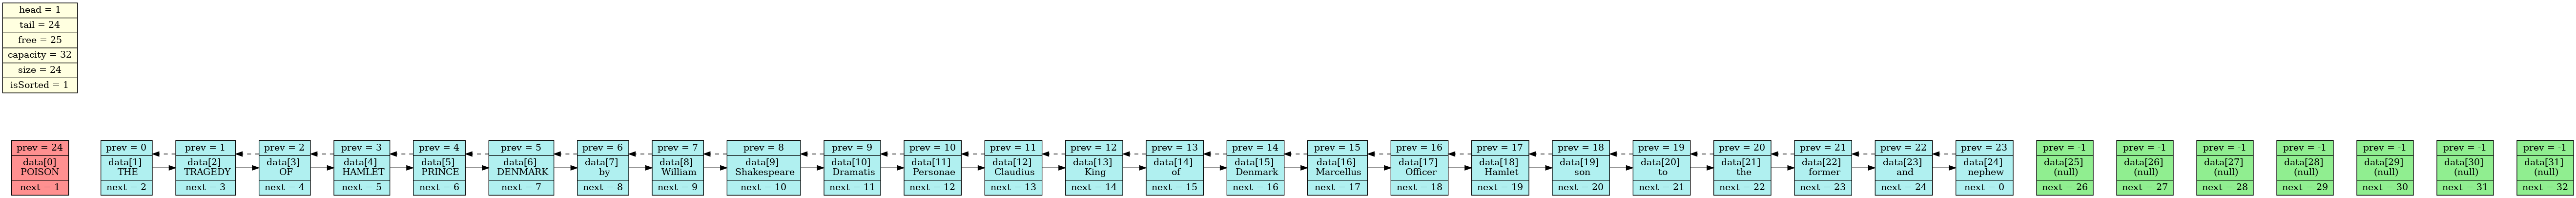 head = 1
tail = 24
free = 25
capacity = 32
size = 24
isSorted = 1
prev = 24
data[0]
POISON
next = 1
prev = 0
data[1]
THE
next = 2
prev = 1
data[2]
TRAGEDY
next = 3
prev = 2
data[3]
OF
next = 4
prev = 3
data[4]
HAMLET
next = 5
prev = 4
data[5]
PRINCE
next = 6
prev = 5
data[6]
DENMARK
next = 7
prev = 6
data[7]
by
next = 8
prev = 7
data[8]
William
next = 9
prev = 8
data[9]
Shakespeare
next = 10
prev = 9
data[10]
Dramatis
next = 11
prev = 10
data[11]
Personae
next = 12
prev = 11
data[12]
Claudius
next = 13
prev = 12
data[13]
King
next = 14
prev = 13
data[14]
of
next = 15
prev = 14
data[15]
Denmark
next = 16
prev = 15
data[16]
Marcellus
next = 17
prev = 16
data[17]
Officer
next = 18
prev = 17
data[18]
Hamlet
next = 19
prev = 18
data[19]
son
next = 20
prev = 19
data[20]
to
next = 21
prev = 20
data[21]
the
next = 22
prev = 21
data[22]
former
next = 23
prev = 22
data[23]
and
next = 24
prev = 23
data[24]
nephew
next = 0
prev = -1
data[25]
(null)
next = 26
prev = -1
data[26]
(null)
next = 27
prev = -1
data[27]
(null)
next = 28
prev = -1
data[28]
(null)
next = 29
prev = -1
data[29]
(null)
next = 30
prev = -1
data[30]
(null)
next = 31
prev = -1
data[31]
(null)
next = 32